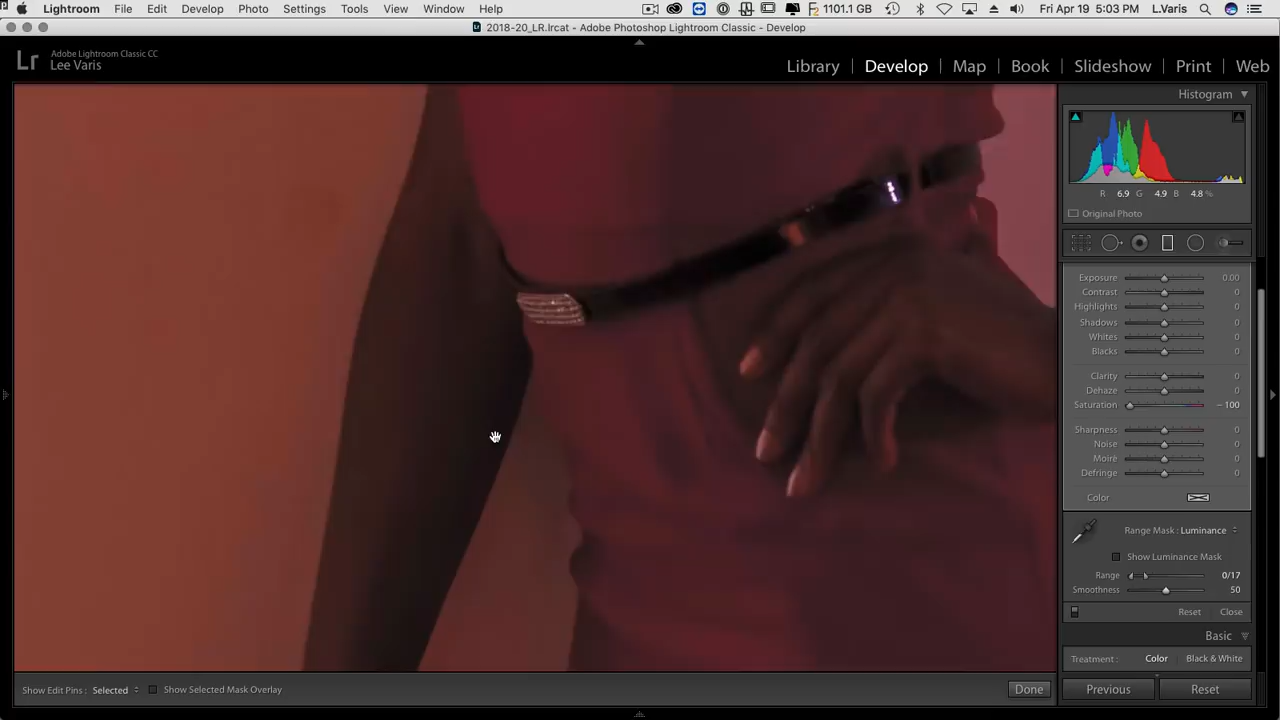 Lightroom File Edit Photo Develop Settings Tools View Window Help 1101.1 GB Fri Apr 19 5:03 PM L.Varis
2018-20_LR.lrcat - Adobe Photoshop Lightroom Classic - Develop
Lr Adobe Lightroom Classic CC
Lee Varis
Library | Develop | Map | Book | Slideshow | Print | Web
Histogram
R 6.9 G 4.9 B 4.8 %
Original Photo
Exposure 0.00
Contrast 0
Highlights 0
Shadows 0
Whites 0
Blacks 0
Clarity 0
Dehaze 0
Saturation – 100
Sharpness 0
Noise 0
Moiré 0
Defringe 0
Color
Range Mask : Luminance
Show Luminance Mask
Range 0/17
Smoothness 50
Reset Close
Basic
Treatment : Color Black & White
Show Edit Pins : Selected Show Selected Mask Overlay Done Previous Reset